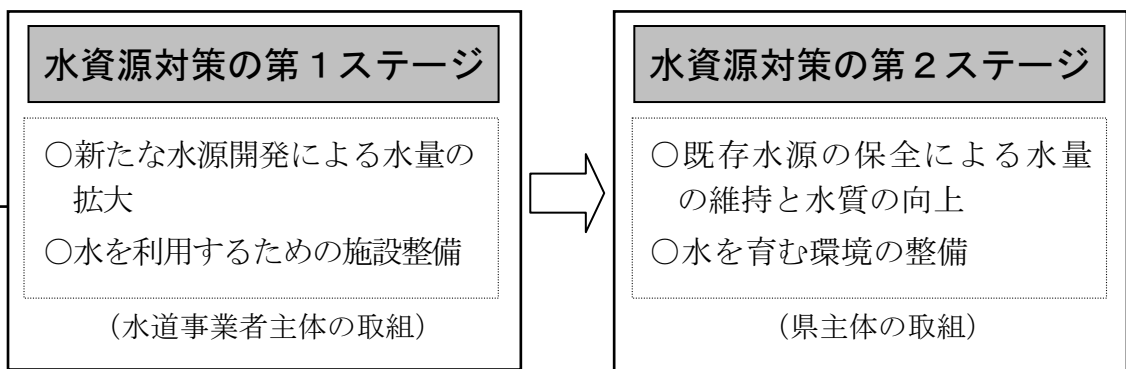 水資源対策の第1ステージ
○新たな水源開発による水量の
拡大
○水を利用するための施設整備
(水道事業者主体の取組)
水資源対策の第2ステージ
○既存水源の保全による水量
の維持と水質の向上
○水を育む環境の整備
(県主体の取組)